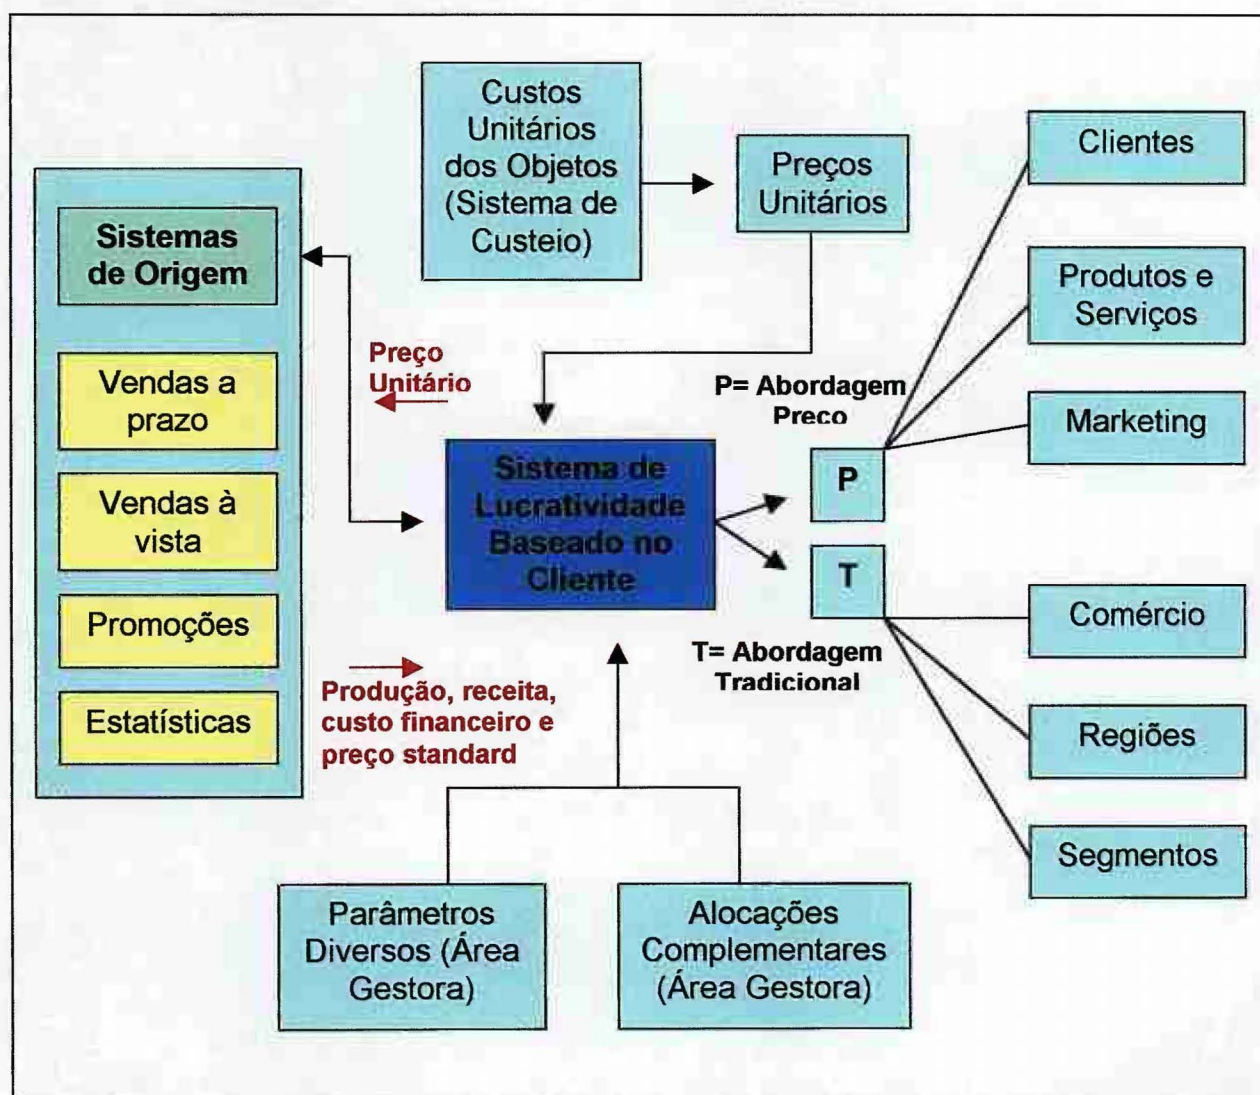 Custos
Unitários
dos Objetos
(Sistema de
Custeio)
Preços
Unitários
Clientes
Produtos e
Serviços
Marketing
Sistemas
de Origem
Vendas a
prazo
Vendas à
vista
Promoções
Estatísticas
Preço
Unitário
P= Abordagem
Preco
P
Sistema de
Lucratividade
Baseado no
Cliente
T
T= Abordagem
Tradicional
Produção, receita,
custo financeiro e
preço standard
Comércio
Regiões
Segmentos
Parâmetros
Diversos (Área
Gestora)
Alocações
Complementares
(Área Gestora)